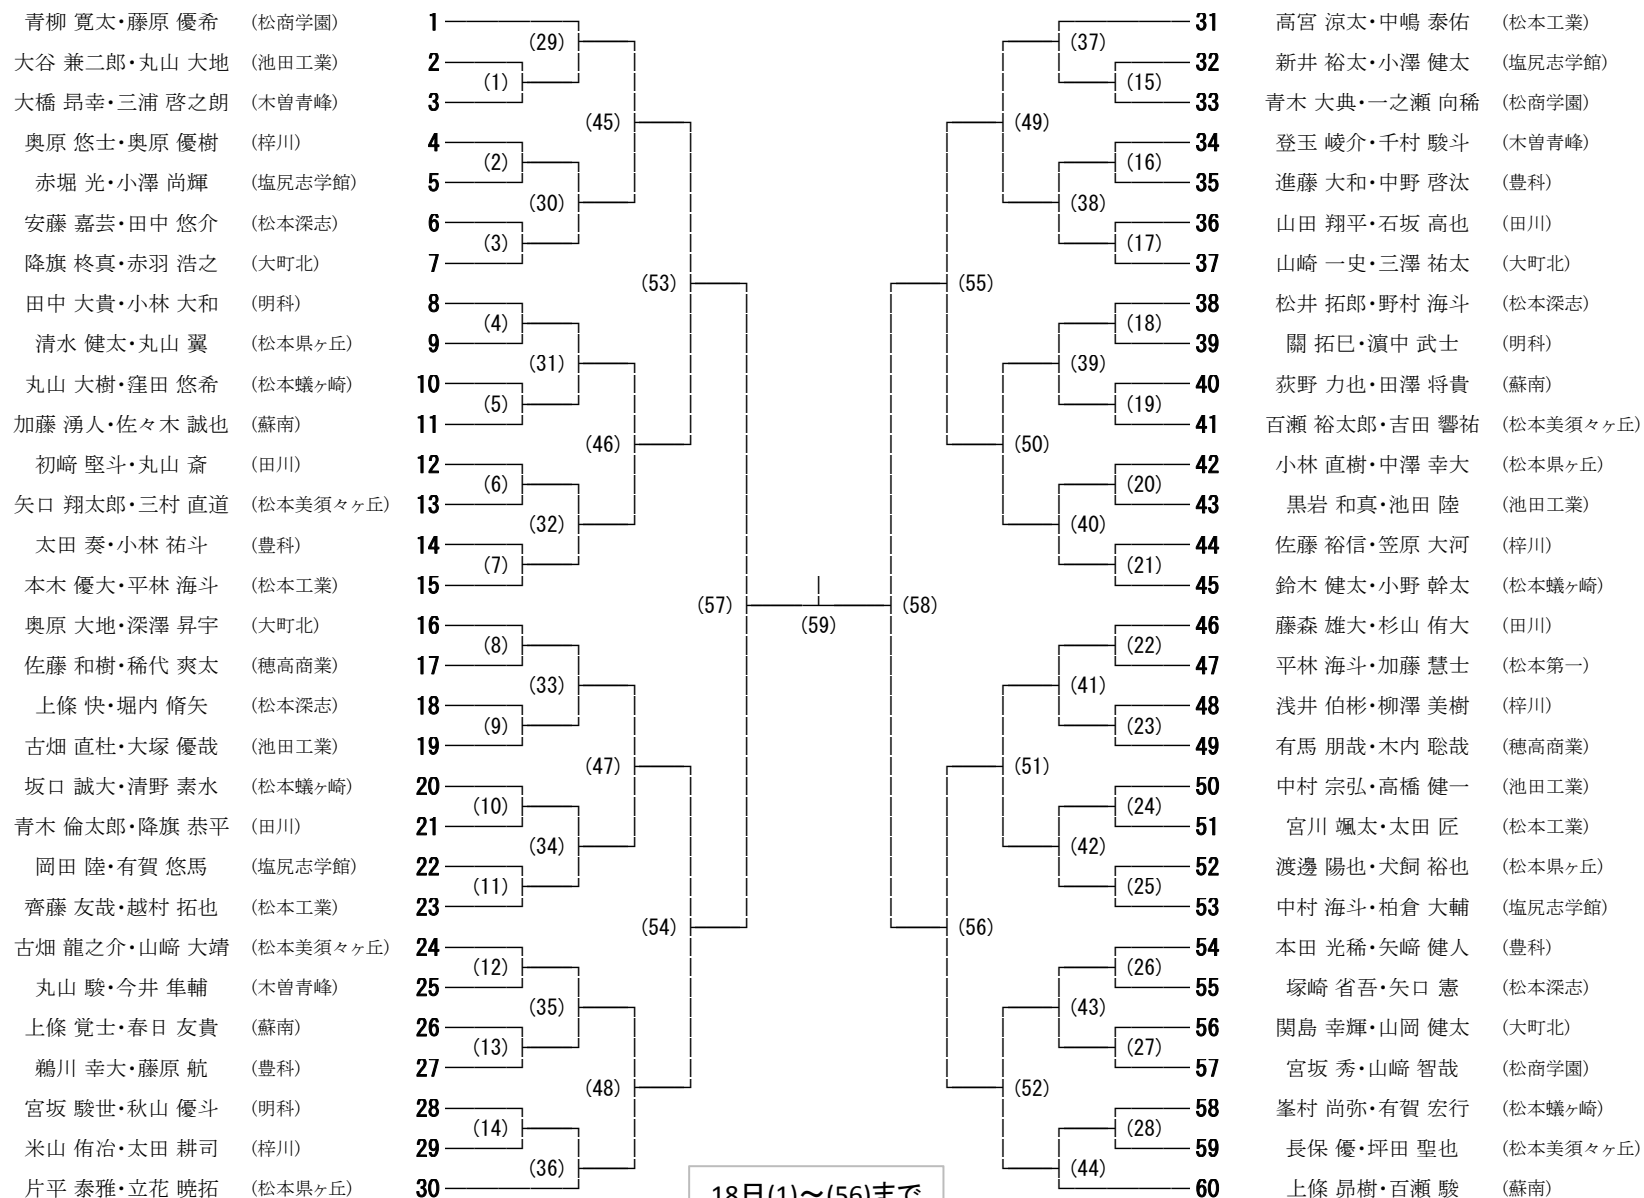 青柳 寛太・藤原 優希 (松商学園) 1
大谷 兼二郎・丸山 大地 (池田工業) 2
大橋 昂幸・三浦 啓之朗 (木曽青峰) 3
奥原 悠士・奥原 優樹 (梓川) 4
赤堀 光・小澤 尚輝 (塩尻志学館) 5
安藤 嘉芸・田中 悠介 (松本深志) 6
降旗 柊真・赤羽 浩之 (大町北) 7
田中 大貴・小林 大和 (明科) 8
清水 健太・丸山 翼 (松本県ヶ丘) 9
丸山 大樹・窪田 悠希 (松本蟻ヶ崎) 10
加藤 湧人・佐々木 誠也 (蘇南) 11
初﨑 堅斗・丸山 斎 (田川) 12
矢口 翔太郎・三村 直道 (松本美須々ヶ丘) 13
太田 奏・小林 祐斗 (豊科) 14
本木 優大・平林 海斗 (松本工業) 15
奥原 大地・深澤 昇宇 (大町北) 16
佐藤 和樹・稀代 爽太 (穂高商業) 17
上條 快・堀内 脩矢 (松本深志) 18
古畑 直杜・大塚 優哉 (池田工業) 19
坂口 誠大・清野 素水 (松本蟻ヶ崎) 20
青木 倫太郎・降旗 恭平 (田川) 21
岡田 陸・有賀 悠馬 (塩尻志学館) 22
齊藤 友哉・越村 拓也 (松本工業) 23
古畑 龍之介・山﨑 大靖 (松本美須々ヶ丘) 24
丸山 駿・今井 隼輔 (木曽青峰) 25
上條 覚士・春日 友貴 (蘇南) 26
鵜川 幸大・藤原 航 (豊科) 27
宮坂 駿世・秋山 優斗 (明科) 28
米山 侑冶・太田 耕司 (梓川) 29
片平 泰雅・立花 暁拓 (松本県ヶ丘) 30
(29)
(1)
(45)
(2)
(30)
(3)
(53)
(4)
(31)
(5)
(46)
(6)
(32)
(7)
(57)
(8)
(33)
(9)
(47)
(10)
(34)
(11)
(54)
(12)
(35)
(13)
(48)
(14)
(36)
(59)
18日(1)～(56)まで
(37)
(15)
(49)
(16)
(38)
(17)
(55)
(18)
(39)
(19)
(50)
(20)
(40)
(21)
(58)
(22)
(41)
(23)
(51)
(24)
(42)
(25)
(56)
(26)
(43)
(27)
(52)
(28)
(44)
31 高宮 涼太・中嶋 泰佑 (松本工業)
32 新井 裕太・小澤 健太 (塩尻志学館)
33 青木 大典・一之瀬 向稀 (松商学園)
34 登玉 崚介・千村 駿斗 (木曽青峰)
35 進藤 大和・中野 啓汰 (豊科)
36 山田 翔平・石坂 高也 (田川)
37 山崎 一史・三澤 祐太 (大町北)
38 松井 拓郎・野村 海斗 (松本深志)
39 關 拓巳・濵中 武士 (明科)
40 荻野 力也・田澤 将貴 (蘇南)
41 百瀬 裕太郎・吉田 響祐 (松本美須々ヶ丘)
42 小林 直樹・中澤 幸大 (松本県ヶ丘)
43 黒岩 和真・池田 陸 (池田工業)
44 佐藤 裕信・笠原 大河 (梓川)
45 鈴木 健太・小野 幹太 (松本蟻ヶ崎)
46 藤森 雄大・杉山 侑大 (田川)
47 平林 海斗・加藤 慧士 (松本第一)
48 浅井 伯彬・柳澤 美樹 (梓川)
49 有馬 朋哉・木内 聡哉 (穂高商業)
50 中村 宗弘・高橋 健一 (池田工業)
51 宮川 颯太・太田 匠 (松本工業)
52 渡邊 陽也・犬飼 裕也 (松本県ヶ丘)
53 中村 海斗・柏倉 大輔 (塩尻志学館)
54 本田 光稀・矢﨑 健人 (豊科)
55 塚崎 省吾・矢口 憲 (松本深志)
56 関島 幸輝・山岡 健太 (大町北)
57 宮坂 秀・山﨑 智哉 (松商学園)
58 峯村 尚弥・有賀 宏行 (松本蟻ヶ崎)
59 長保 優・坪田 聖也 (松本美須々ヶ丘)
60 上條 昴樹・百瀬 駿 (蘇南)